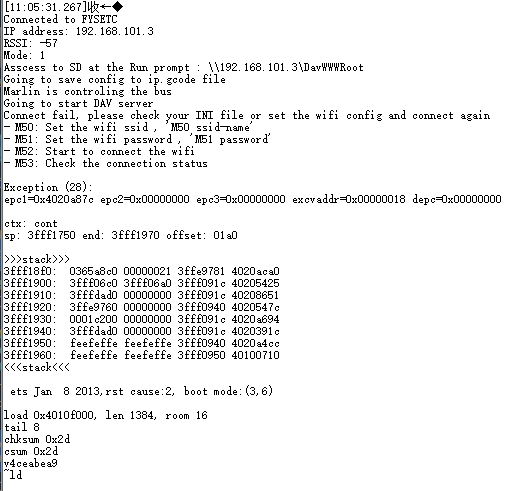 [11:05:31.267]收←◆
Connected to FYSETC
IP address: 192.168.101.3
RSSI: -57
Mode: 1
Asscess to SD at the Run prompt : \\192.168.101.3\DavWWWRoot
Going to save config to ip.gcode file
Marlin is controling the bus
Going to start DAV server
Connect fail, please check your INI file or set the wifi config and connect again
- M50: Set the wifi ssid , 'M50 ssid-name'
- M51: Set the wifi password , 'M51 password'
- M52: Start to connect the wifi
- M53: Check the connection status
Exception (28):
epc1=0x4020a87c epc2=0x00000000 epc3=0x00000000 excvaddr=0x00000018 depc=0x00000000
ctx: cont
sp: 3fff1750 end: 3fff1970 offset: 01a0
>>>stack>>>
3fff18f0:  0365a8c0 00000021 3ffe9781 4020aca0
3fff1900:  3fff06c0 3fff06a0 3fff091c 40205425
3fff1910:  3fffdad0 00000000 3fff091c 40208651
3fff1920:  3ffe9760 00000000 3fff0940 4020547c
3fff1930:  0001c200 00000000 3fff091c 4020a694
3fff1940:  3fffdad0 00000000 3fff091c 4020391c
3fff1950:  feefeffe feefeffe 3fff0940 4020a4cc
3fff1960:  feefeffe feefeffe 3fff0950 40100710
<<<stack<<<
ets Jan  8 2013,rst cause:2, boot mode:(3,6)
load 0x4010f000, len 1384, room 16
tail 8
chksum 0x2d
csum 0x2d
v4ceabea9
~ld